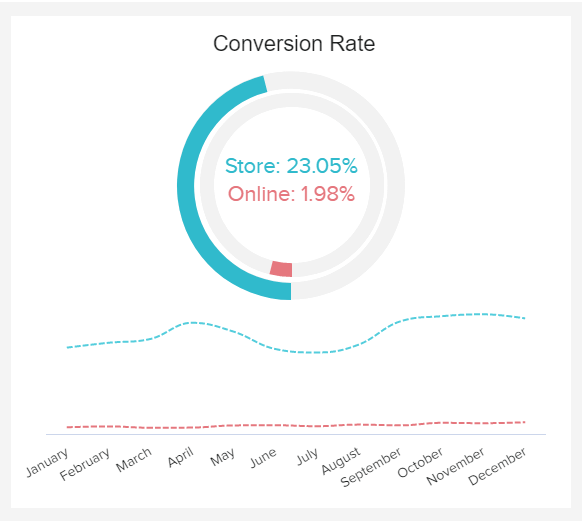 Conversion Rate
Store: 23.05%
Online: 1.98%
January
February
March
April
May
June
July
August
September
October
November
December